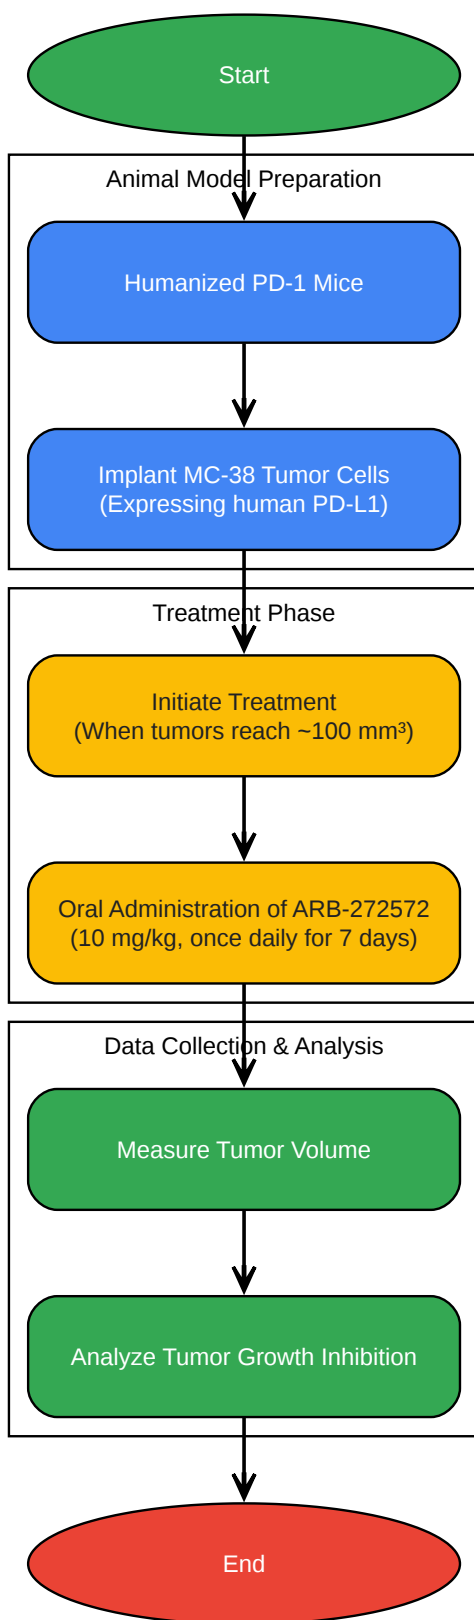 Start
Animal Model Preparation
Humanized PD-1 Mice
Implant MC-38 Tumor Cells
(Expressing human PD-L1)
Treatment Phase
Initiate Treatment
(When tumors reach ~100 mm³)
Oral Administration of ARB-272572
(10 mg/kg, once daily for 7 days)
Data Collection & Analysis
Measure Tumor Volume
Analyze Tumor Growth Inhibition
End